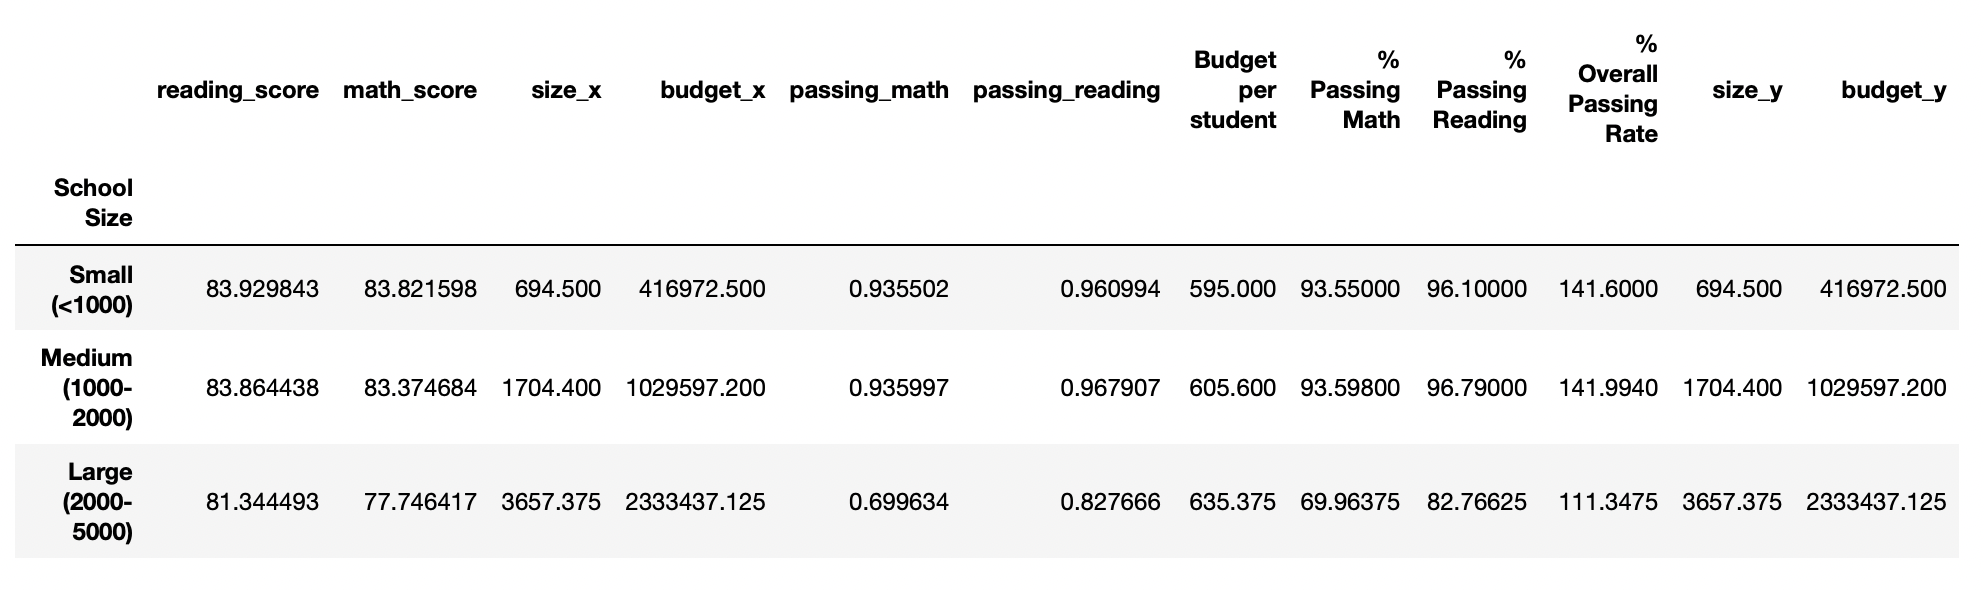 reading_score math_score size_x budget_x passing_math passing_reading Budget per student % Passing Math % Passing Reading % Overall Passing Rate size_y budget_y
School Size
Small (<1000) 83.929843 83.821598 694.500 416972.500 0.935502 0.960994 595.000 93.55000 96.10000 141.6000 694.500 416972.500
Medium (1000-2000) 83.864438 83.374684 1704.400 1029597.200 0.935997 0.967907 605.600 93.59800 96.79000 141.9940 1704.400 1029597.200
Large (2000-5000) 81.344493 77.746417 3657.375 2333437.125 0.699634 0.827666 635.375 69.96375 82.76625 111.3475 3657.375 2333437.125